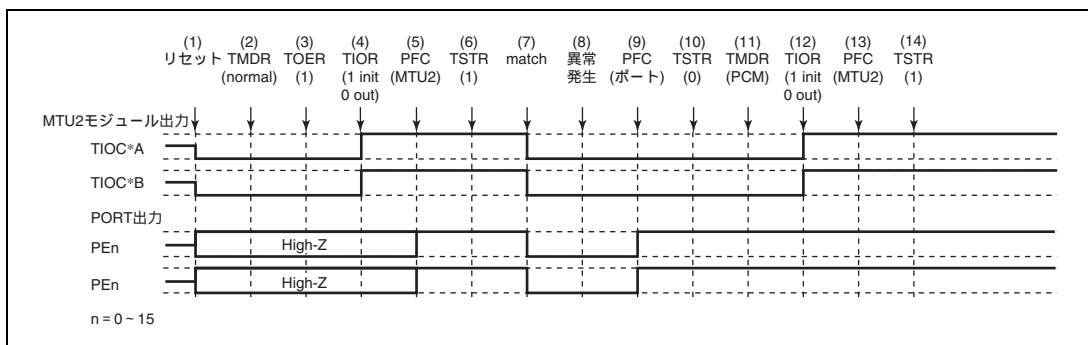 (1) (2) (3) (4) (5) (6) (7) (8) (9) (10) (11) (12) (13) (14)
リセット TMDR TOER TIOR PFC TSTR match 異常 PFC TSTR TMDR TIOR PFC TSTR
(normal) (1) (1 init (MTU2) (1) 発生 (ポート) (0) (PCM) (1 init (MTU2) (1)
0 out) 0 out)
MTU2モジュール出力
TIOC*A
TIOC*B
PORT出力
PEn High-Z
PEn High-Z
n = 0 ~ 15